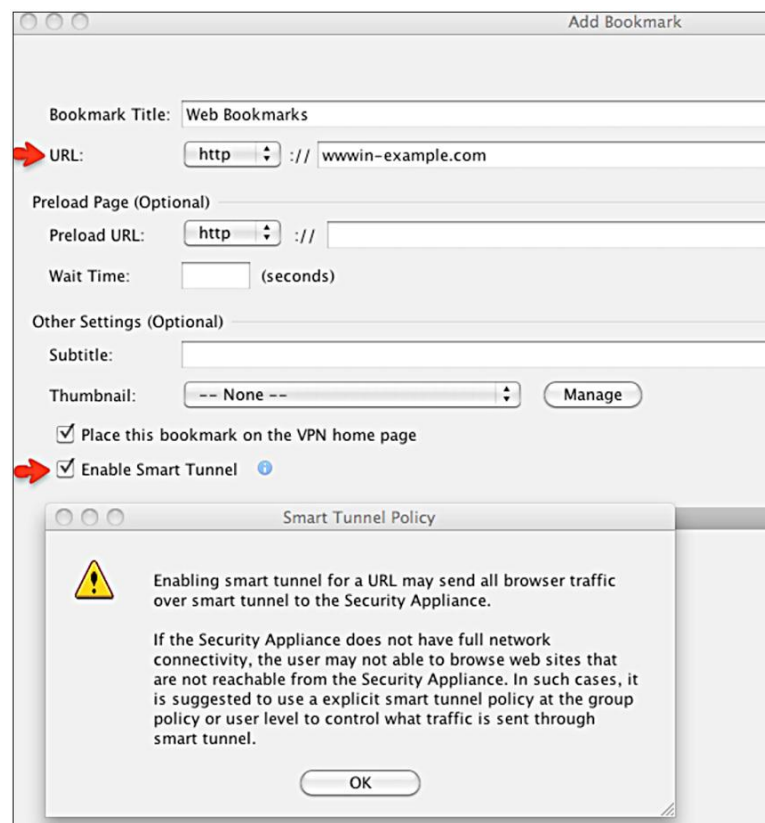 Add Bookmark
Bookmark Title: Web Bookmarks
URL: http :// wwwin-example.com
Preload Page (Optional)
Preload URL: http ://
Wait Time: (seconds)
Other Settings (Optional)
Subtitle:
Thumbnail: -- None -- Manage
Place this bookmark on the VPN home page
Enable Smart Tunnel i
Smart Tunnel Policy
Enabling smart tunnel for a URL may send all browser traffic
over smart tunnel to the Security Appliance.
If the Security Appliance does not have full network
connectivity, the user may not able to browse web sites that
are not reachable from the Security Appliance. In such cases, it
is suggested to use a explicit smart tunnel policy at the group
policy or user level to control what traffic is sent through
smart tunnel.
OK